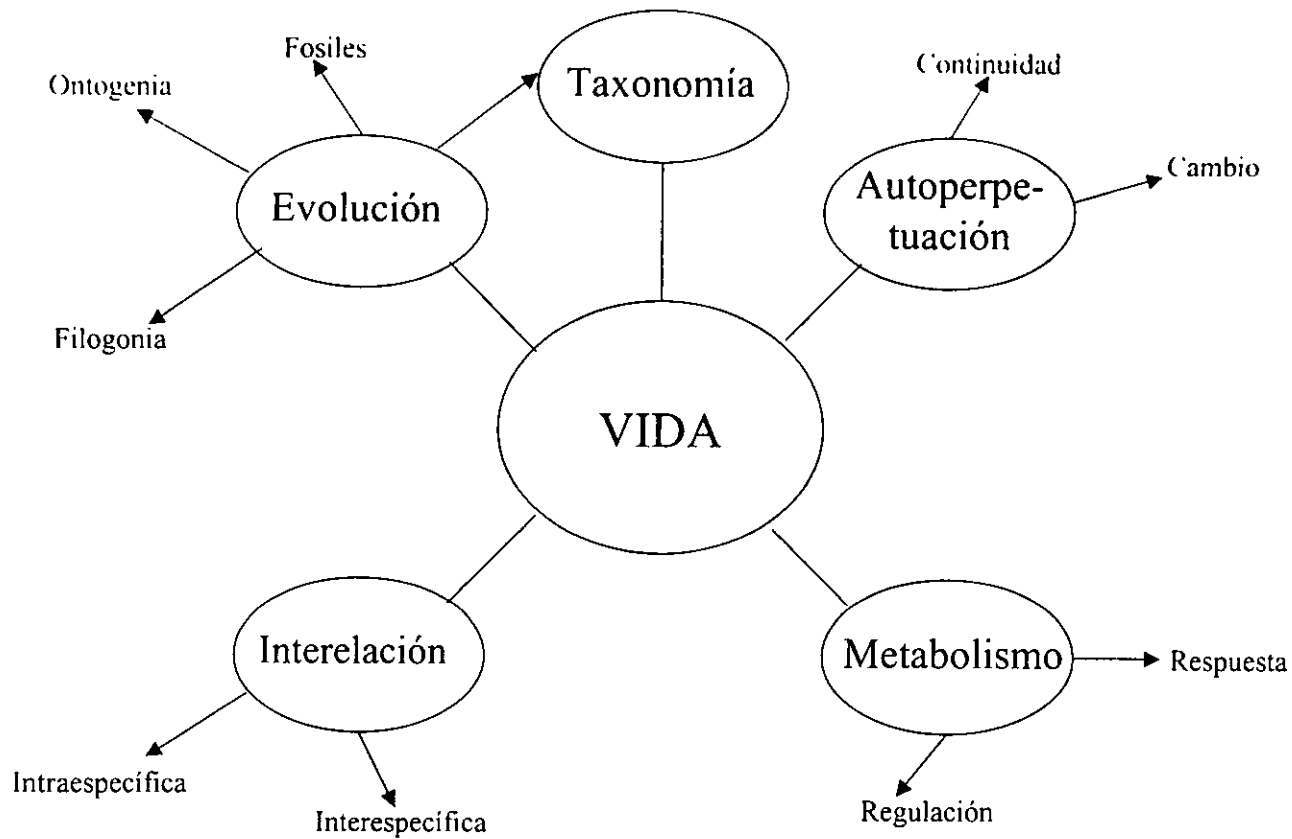 Fosiles
Ontogenia
Taxonomía
Continuidad
Evolución
Autoperpe-
tuación
Cambio
Filogonia
VIDA
Interelación
Metabolismo
Respuesta
Intraespecífica
Interespecífica
Regulación